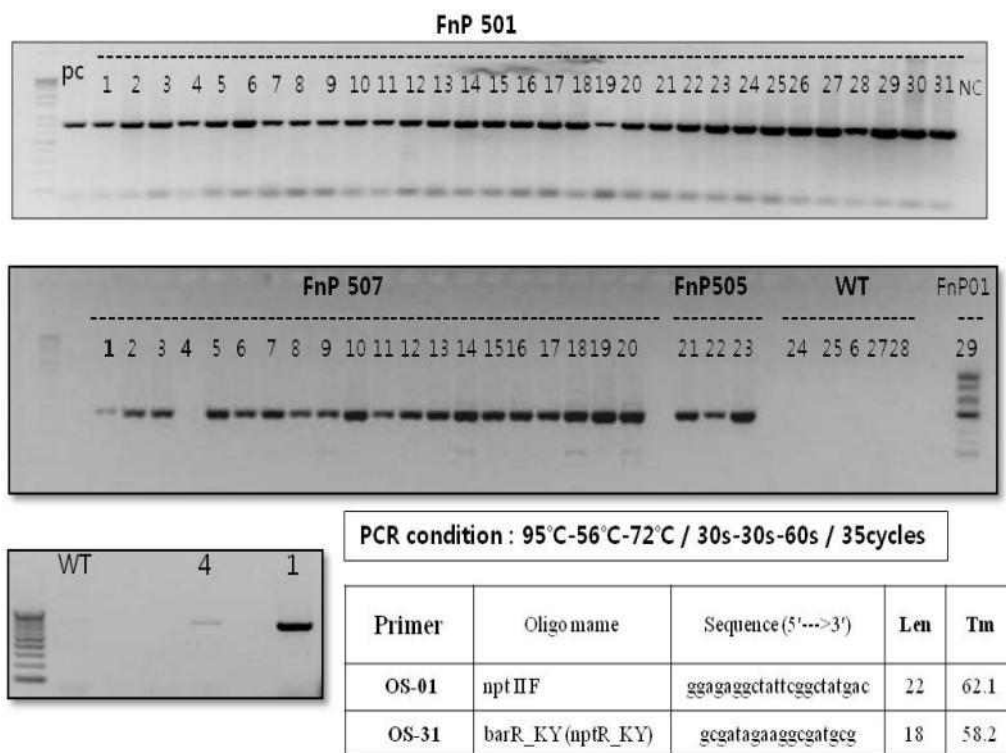 FnP 501
pc 1 2 3 4 5 6 7 8 9 10 11 12 13 14 15 16 17 18 19 20 21 22 23 24 25 26 27 28 29 30 31 NC
FnP 507 FnP505 WT FnP01
1 2 3 4 5 6 7 8 9 10 11 12 13 14 15 16 17 18 19 20 21 22 23 24 25 6 27 28 29
PCR condition : 95°C-56°C-72°C / 30s-30s-60s / 35cycles
WT 4 1
Primer Oligo mame Sequence (5'--->3') Len Tm
OS-01 npt IIF ggagaggctattcggctatgac 22 62.1
OS-31 barR_KY (nptR_KY) gcgatagaaggcgatgcg 18 58.2